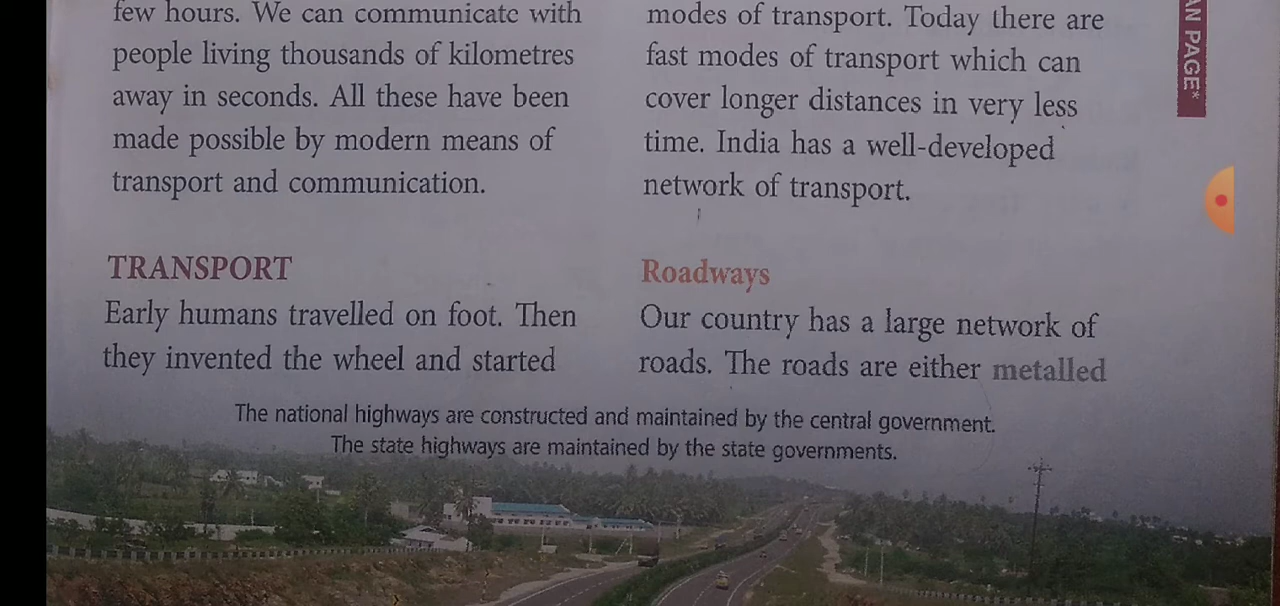 few hours. We can communicate with
people living thousands of kilometres
away in seconds. All these have been
made possible by modern means of
transport and communication.
TRANSPORT
Early humans travelled on foot. Then
they invented the wheel and started
modes of transport. Today there are
fast modes of transport which can
cover longer distances in very less
time. India has a well-developed
network of transport.
Roadways
Our country has a large network of
roads. The roads are either metalled
The national highways are constructed and maintained by the central government.
The state highways are maintained by the state governments.
PAGE*